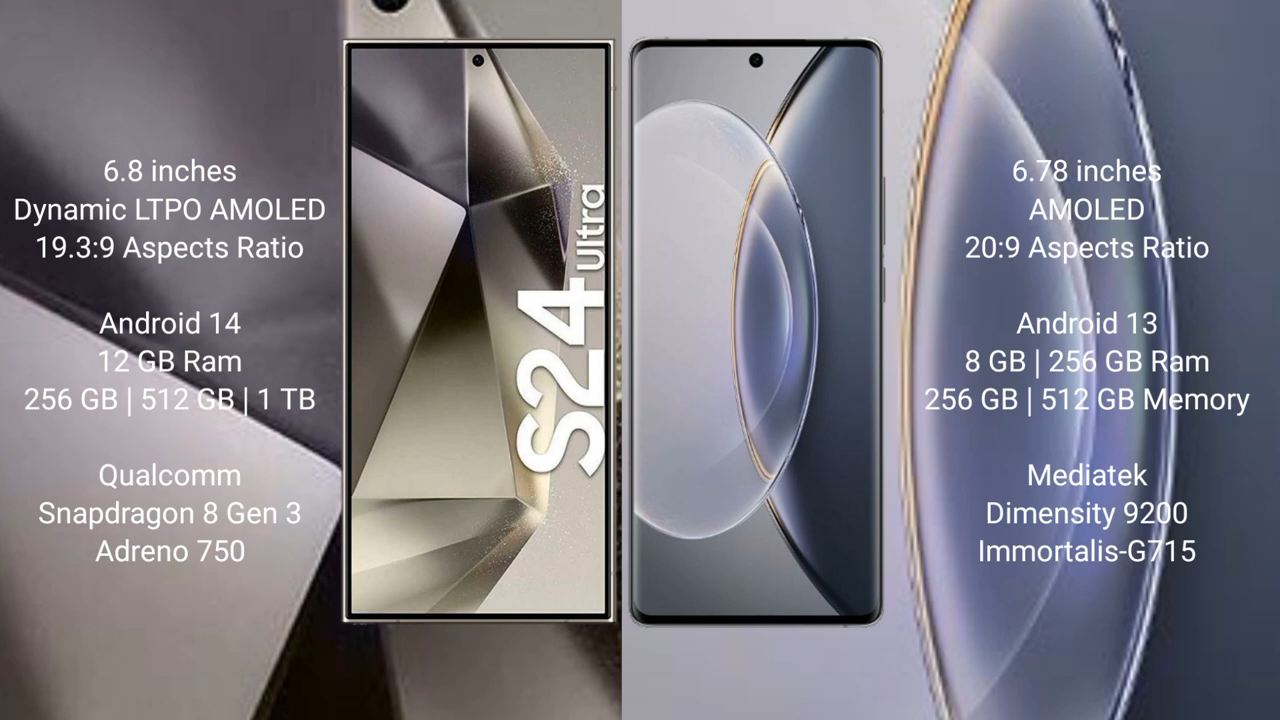 6.8 inches
Dynamic LTPO AMOLED
19.3:9 Aspects Ratio
Android 14
12 GB Ram
256 GB | 512 GB | 1 TB
Qualcomm
Snapdragon 8 Gen 3
Adreno 750
S24 ultra
6.78 inches
AMOLED
20:9 Aspects Ratio
Android 13
8 GB | 256 GB Ram
256 GB | 512 GB Memory
Mediatek
Dimensity 9200
Immortalis-G715